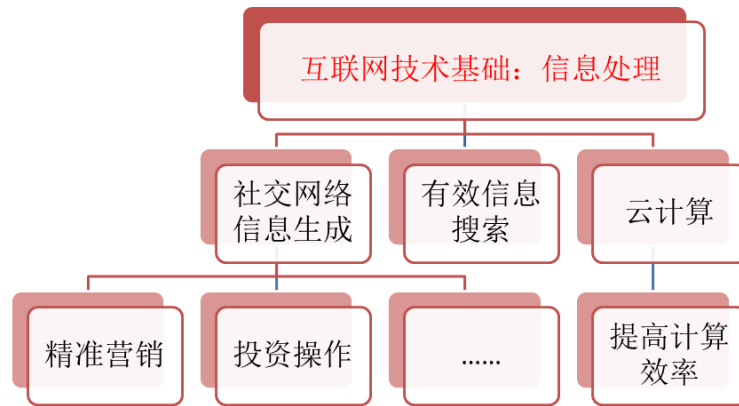 互联网技术基础：信息处理
社交网络
信息生成
有效信息
搜索
云计算
精准营销
投资操作
......
提高计算
效率